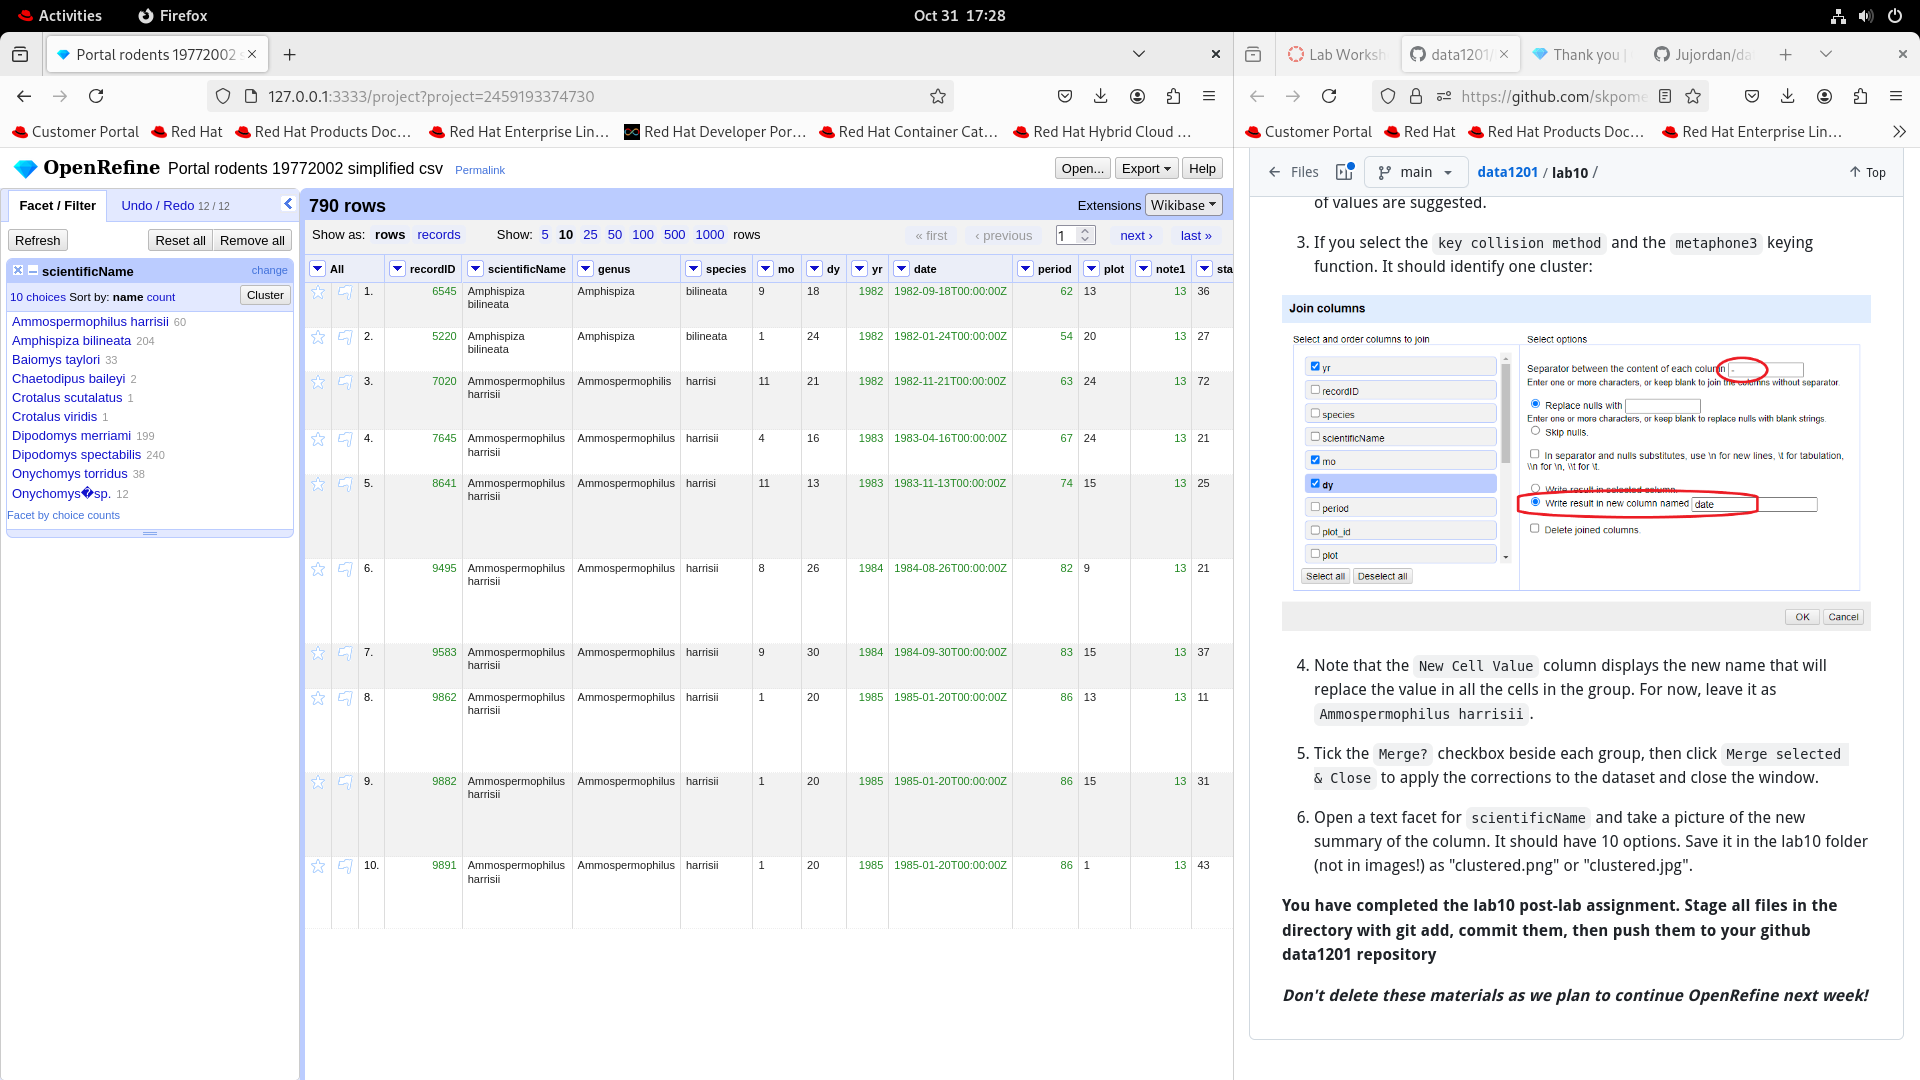 Activities
Firefox
Oct 31 17:28
Portal rodents 19772002 s
127.0.0.1:3333/project?project=2459193374730
Customer Portal
Red Hat
Red Hat Products Doc…
Red Hat Enterprise Lin…
Red Hat Developer Por…
Red Hat Container Cat…
Red Hat Hybrid Cloud …
OpenRefine Portal rodents 19772002 simplified csv Permalink
Open... Export Help
Facet / Filter Undo / Redo 12 / 12
Refresh Reset all Remove all
scientificName change
10 choices Sort by: name count Cluster
Ammospermophilus harrisii 60
Amphispiza bilineata 204
Baiomys taylori 33
Chaetodipus baileyi 2
Crotalus scutalatus 1
Crotalus viridis 1
Dipodomys merriami 199
Dipodomys spectabilis 240
Onychomys torridus 38
Onychomys�sp. 12
Facet by choice counts
790 rows
Extensions Wikibase
Show as: rows records Show: 5 10 25 50 100 500 1000 rows
« first ‹ previous 1 next › last »
All recordID scientificName genus species mo dy yr date period plot note1 sta
1. 6545 Amphispiza bilineata Amphispiza bilineata 9 18 1982 1982-09-18T00:00:00Z 62 13 13 36
2. 5220 Amphispiza bilineata Amphispiza bilineata 1 24 1982 1982-01-24T00:00:00Z 54 20 13 27
3. 7020 Ammospermophilus harrisii Ammospermophilis harrisi 11 21 1982 1982-11-21T00:00:00Z 63 24 13 72
4. 7645 Ammospermophilus harrisii Ammospermophilus harrisii 4 16 1983 1983-04-16T00:00:00Z 67 24 13 21
5. 8641 Ammospermophilus harrisii Ammospermophilus harrisi 11 13 1983 1983-11-13T00:00:00Z 74 15 13 25
6. 9495 Ammospermophilus harrisii Ammospermophilus harrisii 8 26 1984 1984-08-26T00:00:00Z 82 9 13 21
7. 9583 Ammospermophilus harrisii Ammospermophilus harrisii 9 30 1984 1984-09-30T00:00:00Z 83 15 13 37
8. 9862 Ammospermophilus harrisii Ammospermophilus harrisii 1 20 1985 1985-01-20T00:00:00Z 86 13 13 11
9. 9882 Ammospermophilus harrisii Ammospermophilus harrisii 1 20 1985 1985-01-20T00:00:00Z 86 15 13 31
10. 9891 Ammospermophilus harrisii Ammospermophilus harrisii 1 20 1985 1985-01-20T00:00:00Z 86 1 13 43
Lab Worksh
data1201/
Thank you |
Jujordan/da
https://github.com/skpome
Customer Portal
Red Hat
Red Hat Products Doc…
Red Hat Enterprise Lin…
Files main data1201 / lab10 / Top
of values are suggested.
3. If you select the key collision method and the metaphone3 keying
function. It should identify one cluster:
Join columns
Select and order columns to join
yr
recordID
species
scientificName
mo
dy
period
plot_id
plot
Select all Deselect all
Select options
Separator between the content of each column -
Enter one or more characters, or keep blank to join the columns without separator.
Replace nulls with
Enter one or more characters, or keep blank to replace nulls with blank strings.
Skip nulls.
In separator and nulls substitutes, use \n for new lines, \t for tabulation,
\\n for \n, \\t for \t.
Write result in selected column.
Write result in new column named date
Delete joined columns.
OK Cancel
4. Note that the New Cell Value column displays the new name that will
replace the value in all the cells in the group. For now, leave it as
Ammospermophilus harrisii .
5. Tick the Merge? checkbox beside each group, then click Merge selected
& Close to apply the corrections to the dataset and close the window.
6. Open a text facet for scientificName and take a picture of the new
summary of the column. It should have 10 options. Save it in the lab10 folder
(not in images!) as "clustered.png" or "clustered.jpg".
You have completed the lab10 post-lab assignment. Stage all files in the
directory with git add, commit them, then push them to your github
data1201 repository
Don't delete these materials as we plan to continue OpenRefine next week!
Top